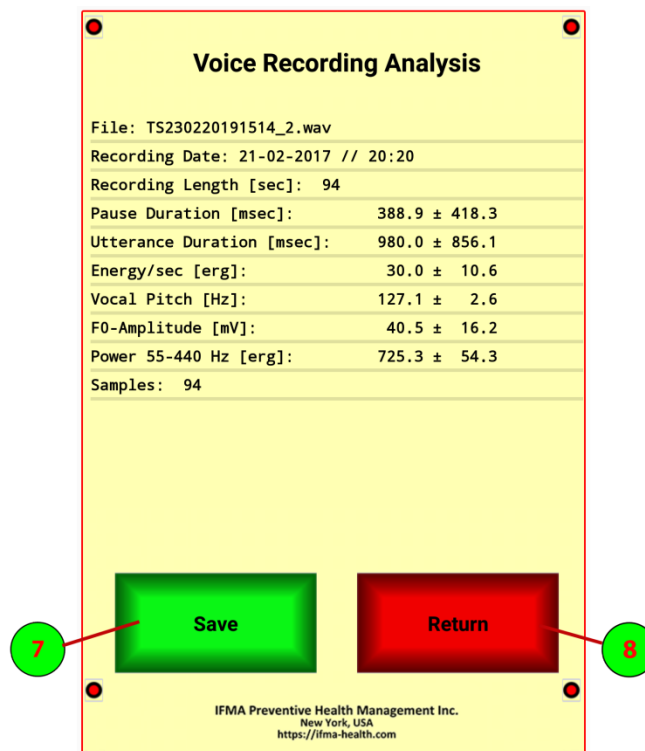 Voice Recording Analysis
File: TS230220191514_2.wav
Recording Date: 21-02-2017 // 20:20
Recording Length [sec]: 94
Pause Duration [msec]: 388.9 ± 418.3
Utterance Duration [msec]: 980.0 ± 856.1
Energy/sec [erg]: 30.0 ± 10.6
Vocal Pitch [Hz]: 127.1 ± 2.6
F0-Amplitude [mV]: 40.5 ± 16.2
Power 55-440 Hz [erg]: 725.3 ± 54.3
Samples: 94
Save Return
7 8
IFMA Preventive Health Management Inc.
New York, USA
https://ifma-health.com